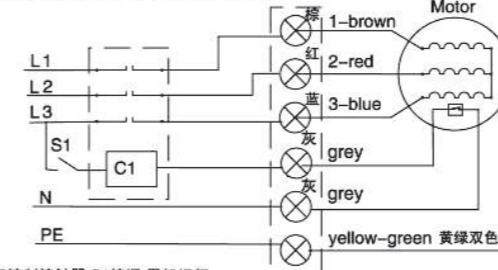 Motor
棕 1-brown
L1
红 2-red
L2
蓝 3-blue
L3
灰 grey
S1
C1
灰 grey
N
PE
yellow-green 黄绿双色